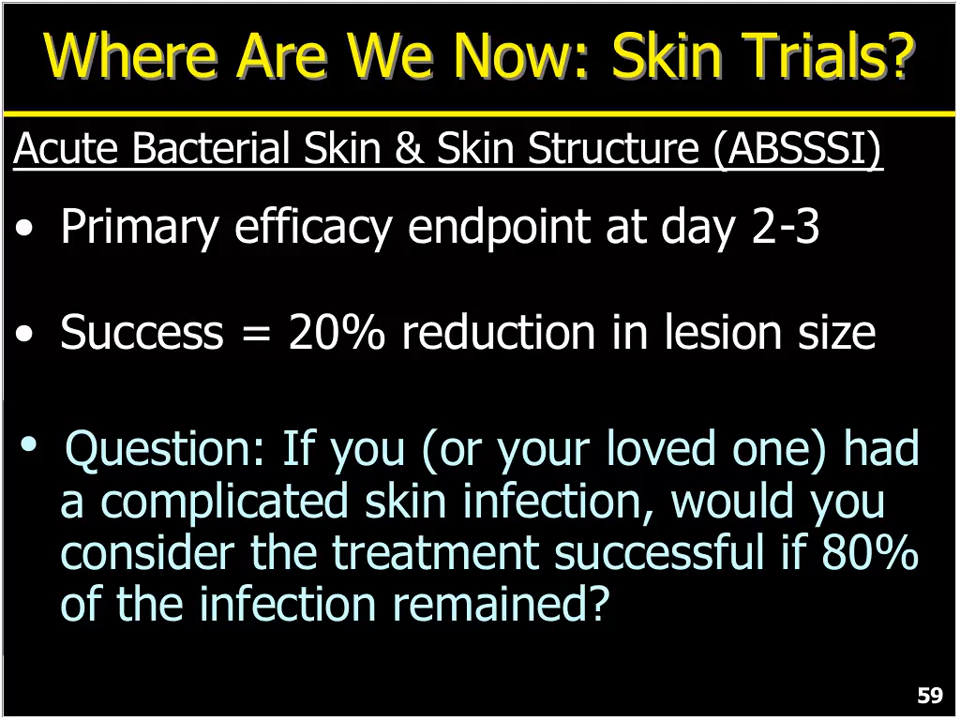 Where Are We Now: Skin Trials?
Acute Bacterial Skin & Skin Structure (ABSSSI)
• Primary efficacy endpoint at day 2-3
• Success = 20% reduction in lesion size
• Question: If you (or your loved one) had
a complicated skin infection, would you
consider the treatment successful if 80%
of the infection remained?
59